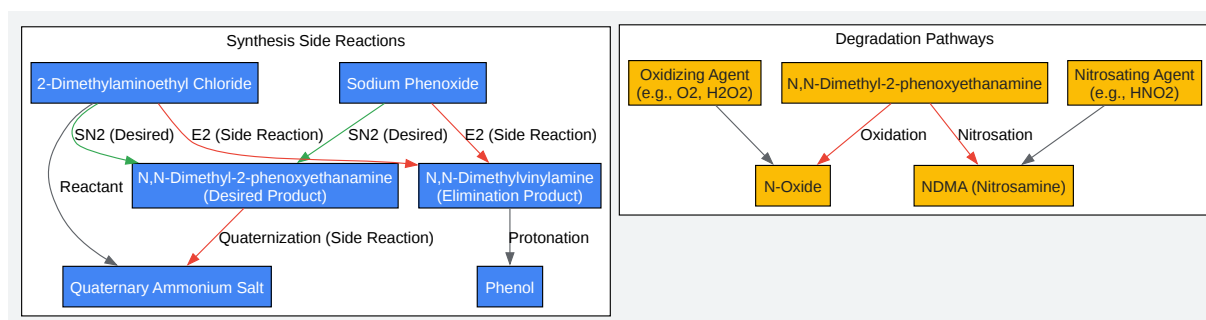 Synthesis Side Reactions
2-Dimethylaminoethyl Chloride
Sodium Phenoxide
SN2 (Desired)
E2 (Side Reaction)
SN2 (Desired)
E2 (Side Reaction)
Reactant
N,N-Dimethyl-2-phenoxyethanamine
(Desired Product)
N,N-Dimethylvinylamine
(Elimination Product)
Quaternization (Side Reaction)
Protonation
Quaternary Ammonium Salt
Phenol
Degradation Pathways
Oxidizing Agent
(e.g., O2, H2O2)
N,N-Dimethyl-2-phenoxyethanamine
Nitrosating Agent
(e.g., HNO2)
Oxidation
Nitrosation
N-Oxide
NDMA (Nitrosamine)